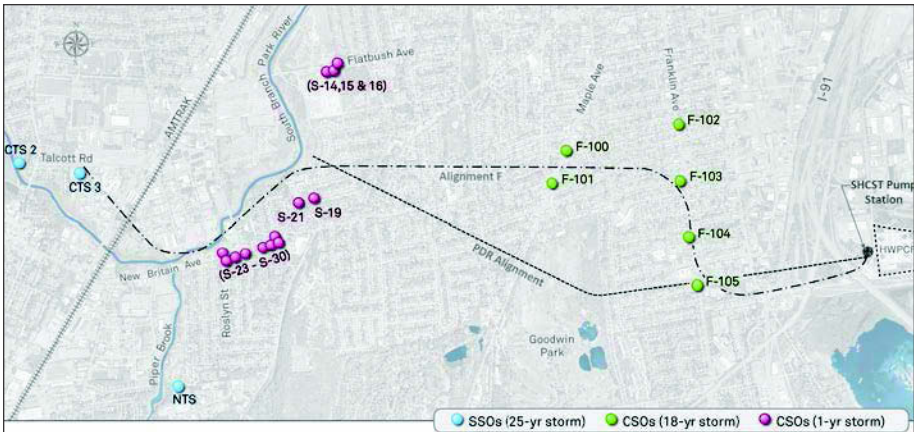 Flatbush Ave
(S-14,15 & 16)
South Branch Park River
AMTRAK
Maple Ave
Franklin Ave
I-91
F-102
CTS 2
Talcott Rd
CTS 3
F-100
Alignment F
F-101
F-103
SHCST Pump
Station
S-21
S-19
F-104
HWPCF
(S-23 - S-30)
New Britain Ave
PDR Alignment
F-105
Roslyn St
Piper Brook
Goodwin
Park
NTS
SSOs (25-yr storm)
CSOs (18-yr storm)
CSOs (1-yr storm)